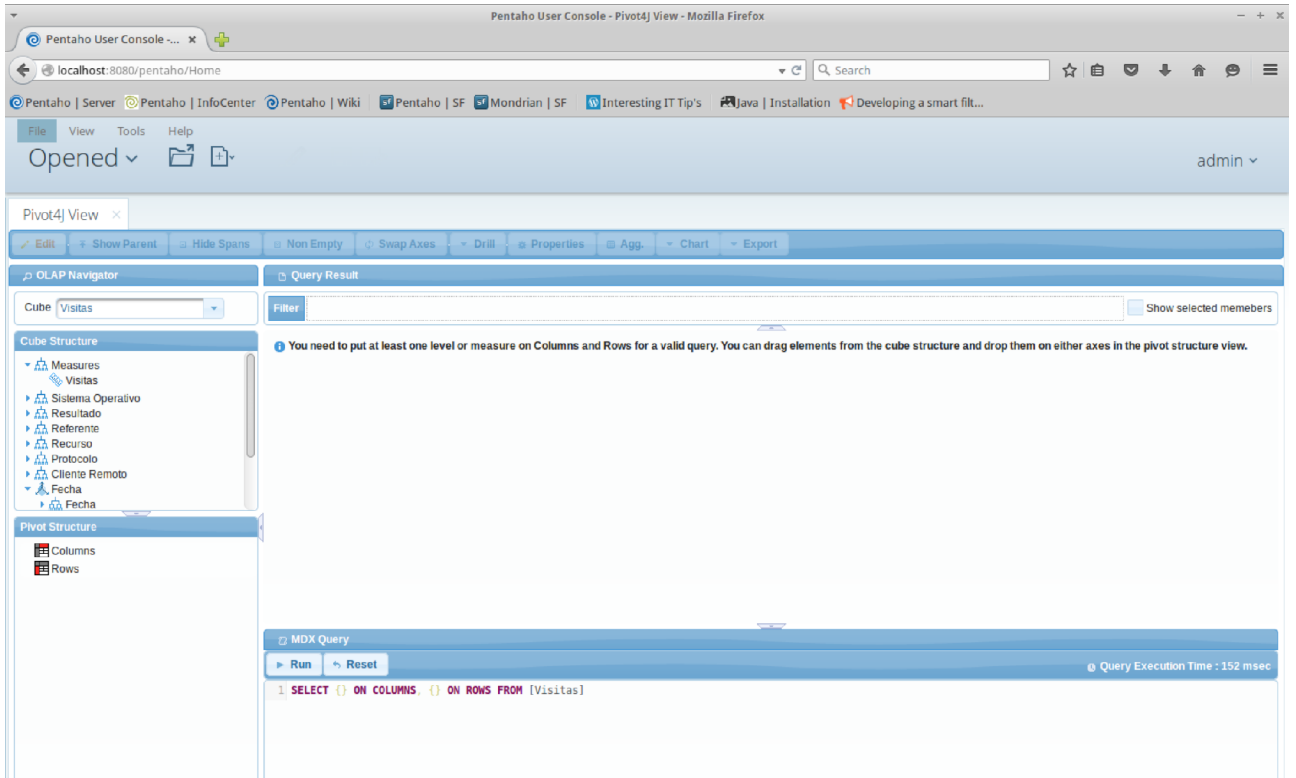 Pentaho User Console - Pivot4J View - Mozilla Firefox
Pentaho User Console -...
localhost:8080/pentaho/Home
Search
Pentaho | Server Pentaho | InfoCenter Pentaho | Wiki Pentaho | SF Mondrian | SF Interesting IT Tip's Java | Installation Developing a smart filt...
File View Tools Help
Opened
admin
Pivot4J View
Edit Show Parent Hide Spans Non Empty Swap Axes Drill Properties Agg. Chart Export
OLAP Navigator
Cube Visitas
Cube Structure
Measures
Visitas
Sistema Operativo
Resultado
Referente
Recurso
Protocolo
Cliente Remoto
Fecha
Fecha
Pivot Structure
Columns
Rows
Query Result
Filter
Show selected memebers
You need to put at least one level or measure on Columns and Rows for a valid query. You can drag elements from the cube structure and drop them on either axes in the pivot structure view.
MDX Query
Run Reset
Query Execution Time : 152 msec
1 SELECT {} ON COLUMNS, {} ON ROWS FROM [Visitas]